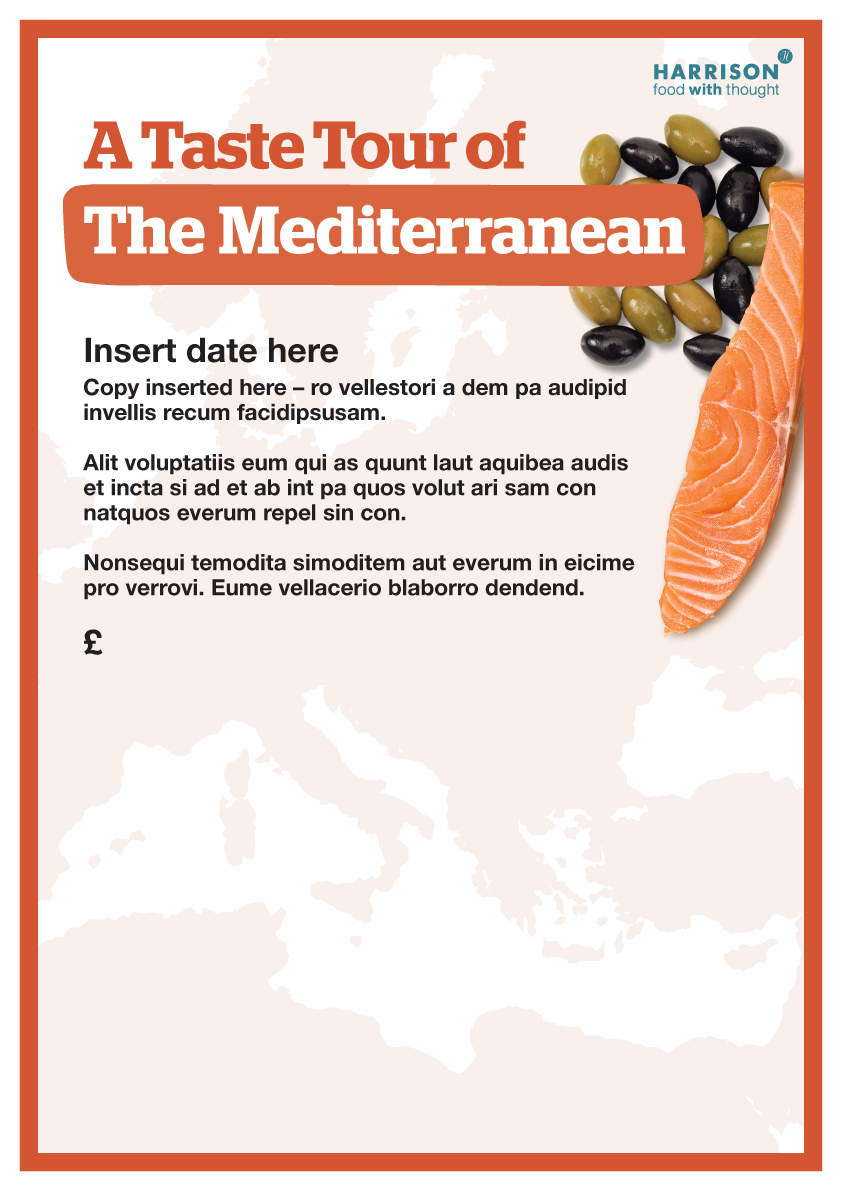 HARRISON
food with thought
A Taste Tour of
The Mediterranean
Insert date here
Copy inserted here – ro vellestori a dem pa audipid
invellis recum facidipsusam.
Alit voluptatiis eum qui as quunt laut aquibea audis
et incta si ad et ab int pa quos volut ari sam con
natquos everum repel sin con.
Nonsequi temodita simoditem aut everum in eicime
pro verrovi. Eume vellacerio blaborro dendend.
£